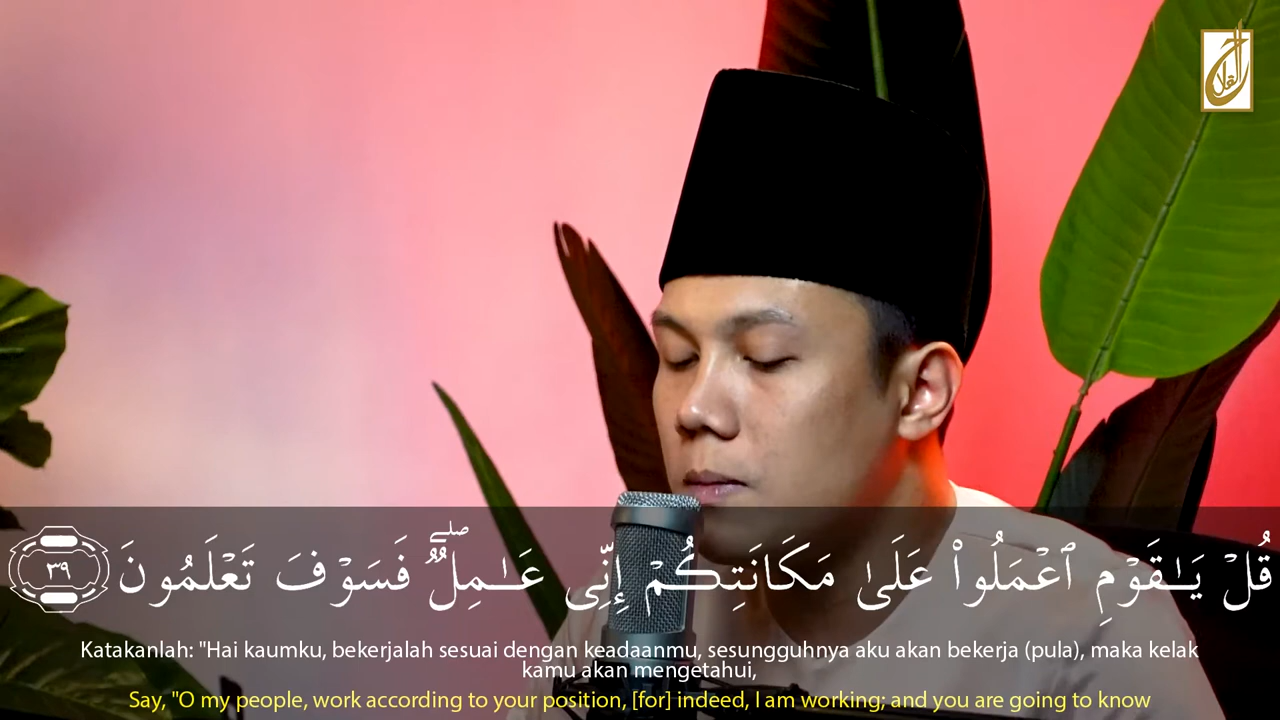 قُلْ يَـٰقَوْمِ ٱعْمَلُوا۟ عَلَىٰ مَكَانَتِكُمْ إِنِّى عَـٰمِلٌۭ ۖ فَسَوْفَ تَعْلَمُونَ ٣٩
Katakanlah: "Hai kaumku, bekerjalah sesuai dengan keadaanmu, sesungguhnya aku akan bekerja (pula), maka kelak
kamu akan mengetahui,
Say, "O my people, work according to your position, [for] indeed, I am working; and you are going to know